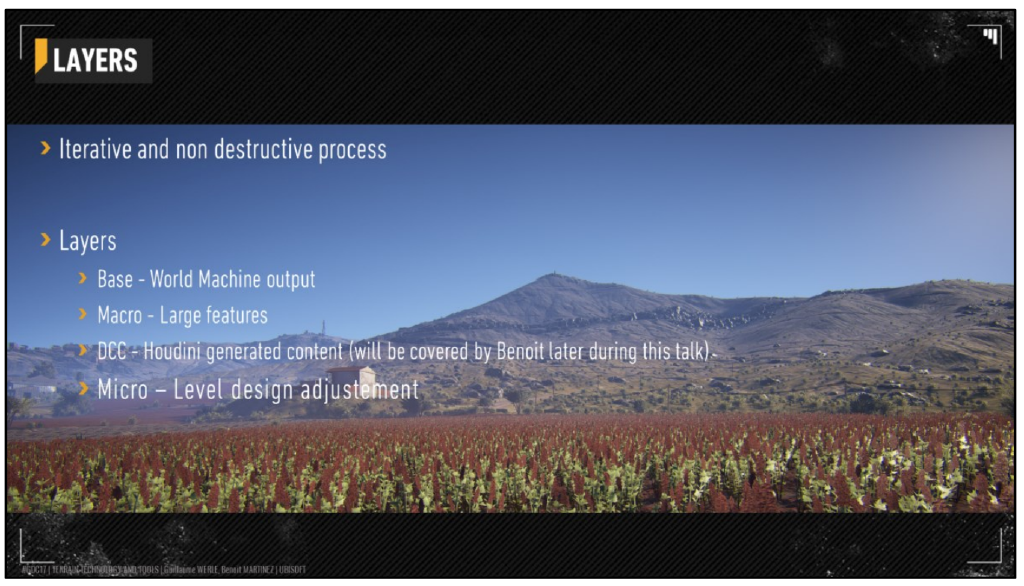 LAYERS
Iterative and non destructive process
Layers
Base - World Machine output
Macro - Large features
DCC - Houdini generated content (will be covered by Benoit later during this talk).
Micro – Level design adjustement
#GDC17 | TERRAIN TECHNOLOGY AND TOOLS | Guillaume WERLE, Benoit MARTINEZ | UBISOFT